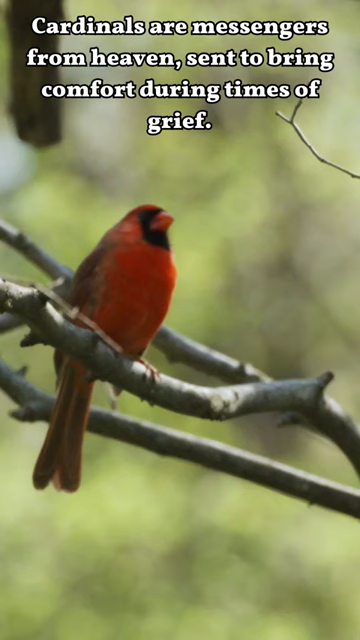 Cardinals are messengers
from heaven, sent to bring
comfort during times of
grief.